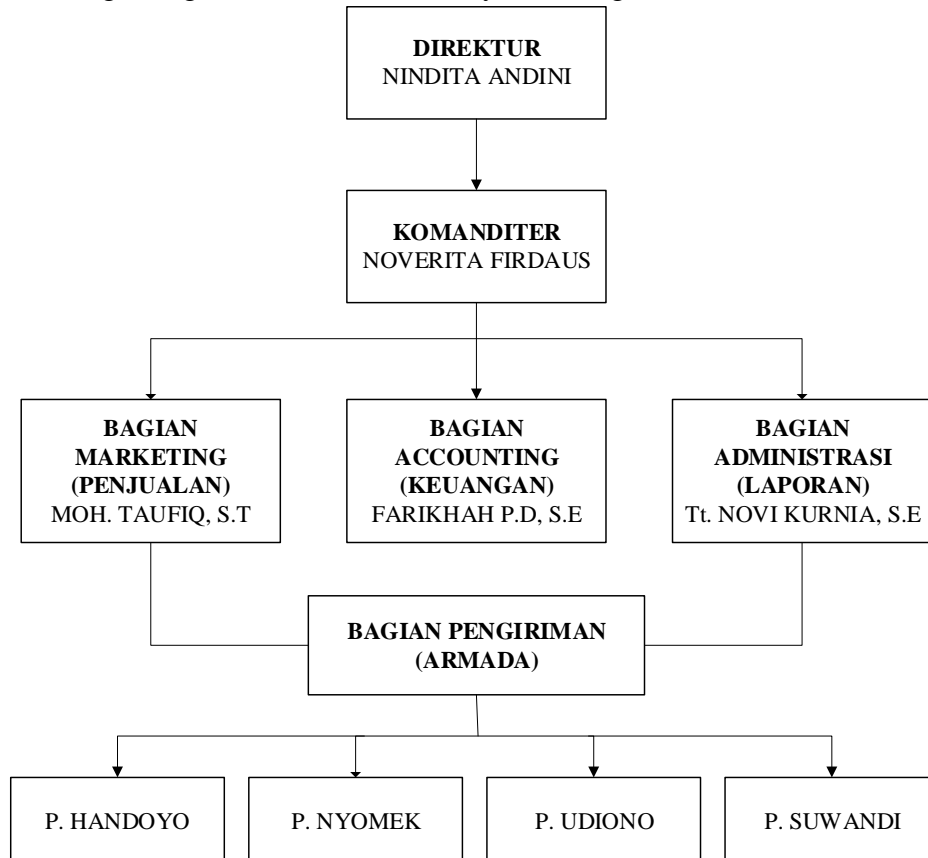 DIREKTUR
NINDITA ANDINI
KOMANDITER
NOVERITA FIRDAUS
BAGIAN
MARKETING
(PENJUALAN)
MOH. TAUFIQ, S.T
BAGIAN
ACCOUNTING
(KEUANGAN)
FARIKHAH P.D, S.E
BAGIAN
ADMINISTRASI
(LAPORAN)
Tt. NOVI KURNIA, S.E
BAGIAN PENGIRIMAN
(ARMADA)
P. HANDOYO
P. NYOMEK
P. UDIONO
P. SUWANDI